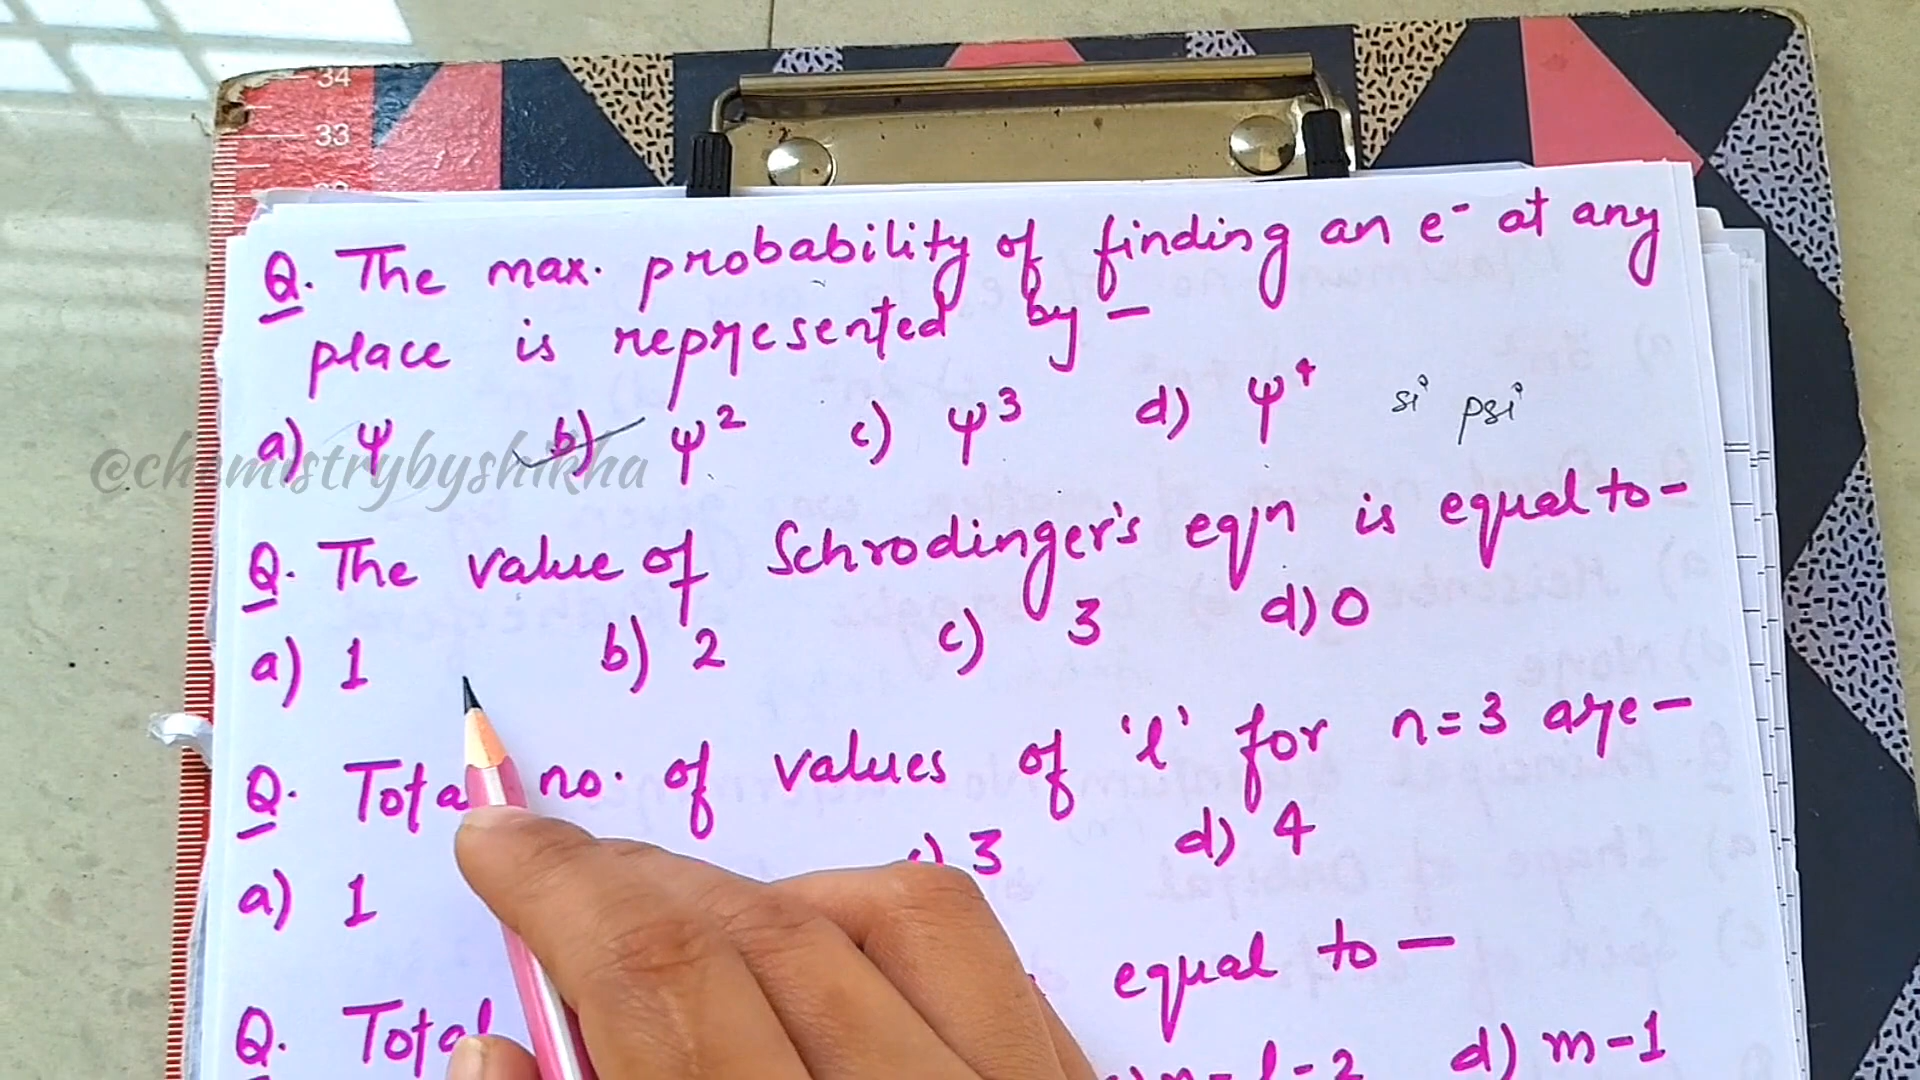 34
33
Q. The max. probability of finding an e⁻ at any
place is represented by -
a) ψ b) ψ² c) ψ³ d) ψ⁴ si psi
@chemistrybyshikha
Q. The value of Schrodinger's eqn is equal to -
a) 1 b) 2 c) 3 d) 0
Q. Total no. of values of 'l' for n=3 are -
a) 1 c) 3 d) 4
Q. Total equal to -
n-l-2 d) m-1